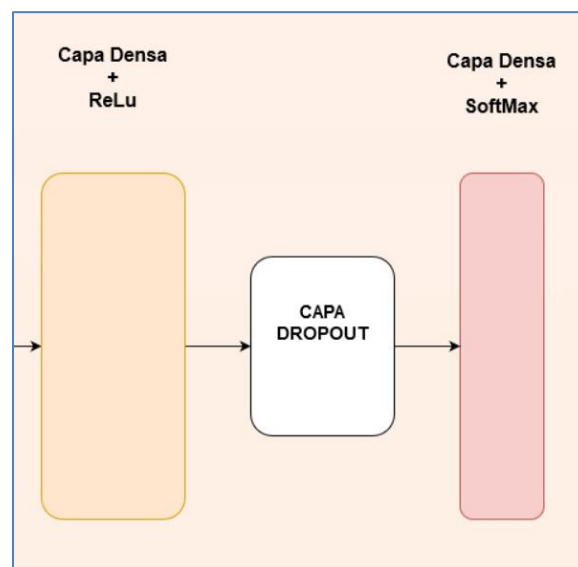 Capa Densa
+
ReLu
Capa Densa
+
SoftMax
CAPA
DROPOUT